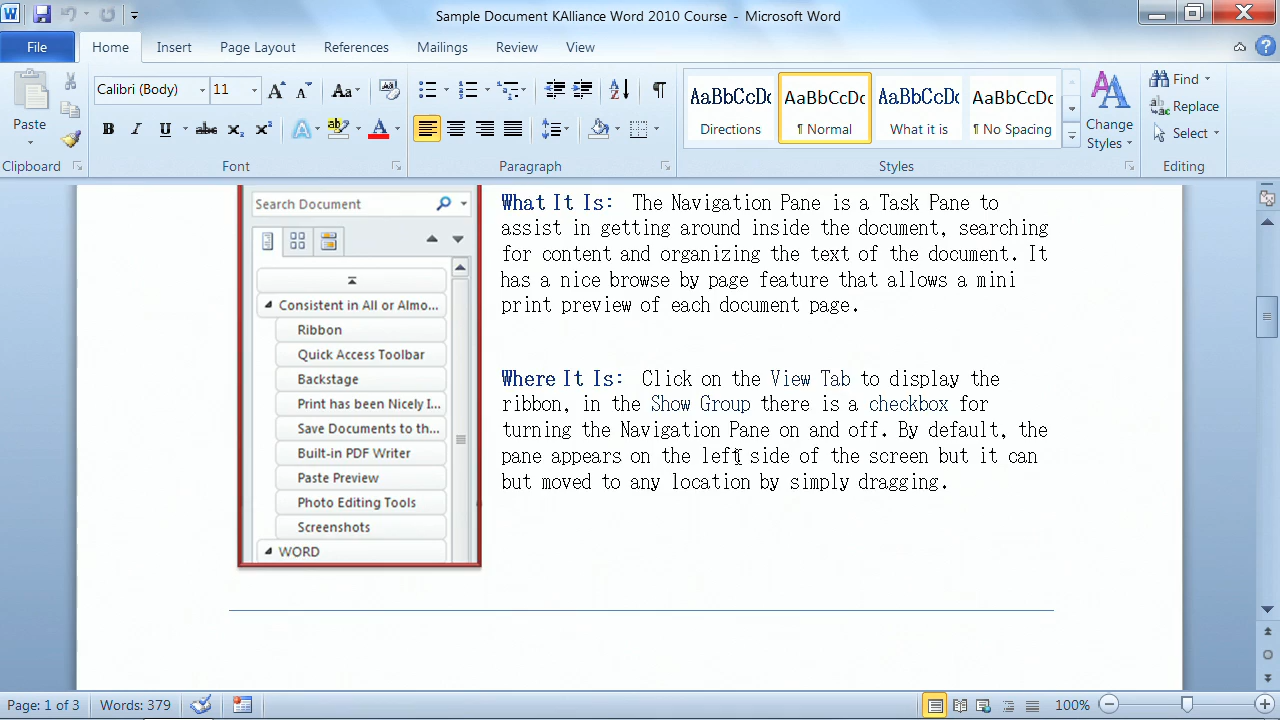 Sample Document KAlliance Word 2010 Course - Microsoft Word
File Home Insert Page Layout References Mailings Review View
Paste
Clipboard
Calibri (Body) 11
Aa
B I U abc X₂ X²
A ab A
Font
Paragraph
AaBbCcDc AaBbCcDc AaBbCcDc AaBbCcDc
Directions ¶ Normal What it is ¶ No Spacing
Styles
Change
Styles
Find
Replace
Select
Editing
Search Document
Consistent in All or Almo...
Ribbon
Quick Access Toolbar
Backstage
Print has been Nicely I...
Save Documents to th...
Built-in PDF Writer
Paste Preview
Photo Editing Tools
Screenshots
WORD
What It Is: The Navigation Pane is a Task Pane to
assist in getting around inside the document, searching
for content and organizing the text of the document. It
has a nice browse by page feature that allows a mini
print preview of each document page.
Where It Is: Click on the View Tab to display the
ribbon, in the Show Group there is a checkbox for
turning the Navigation Pane on and off. By default, the
pane appears on the left side of the screen but it can
but moved to any location by simply dragging.
Page: 1 of 3 Words: 379 100%